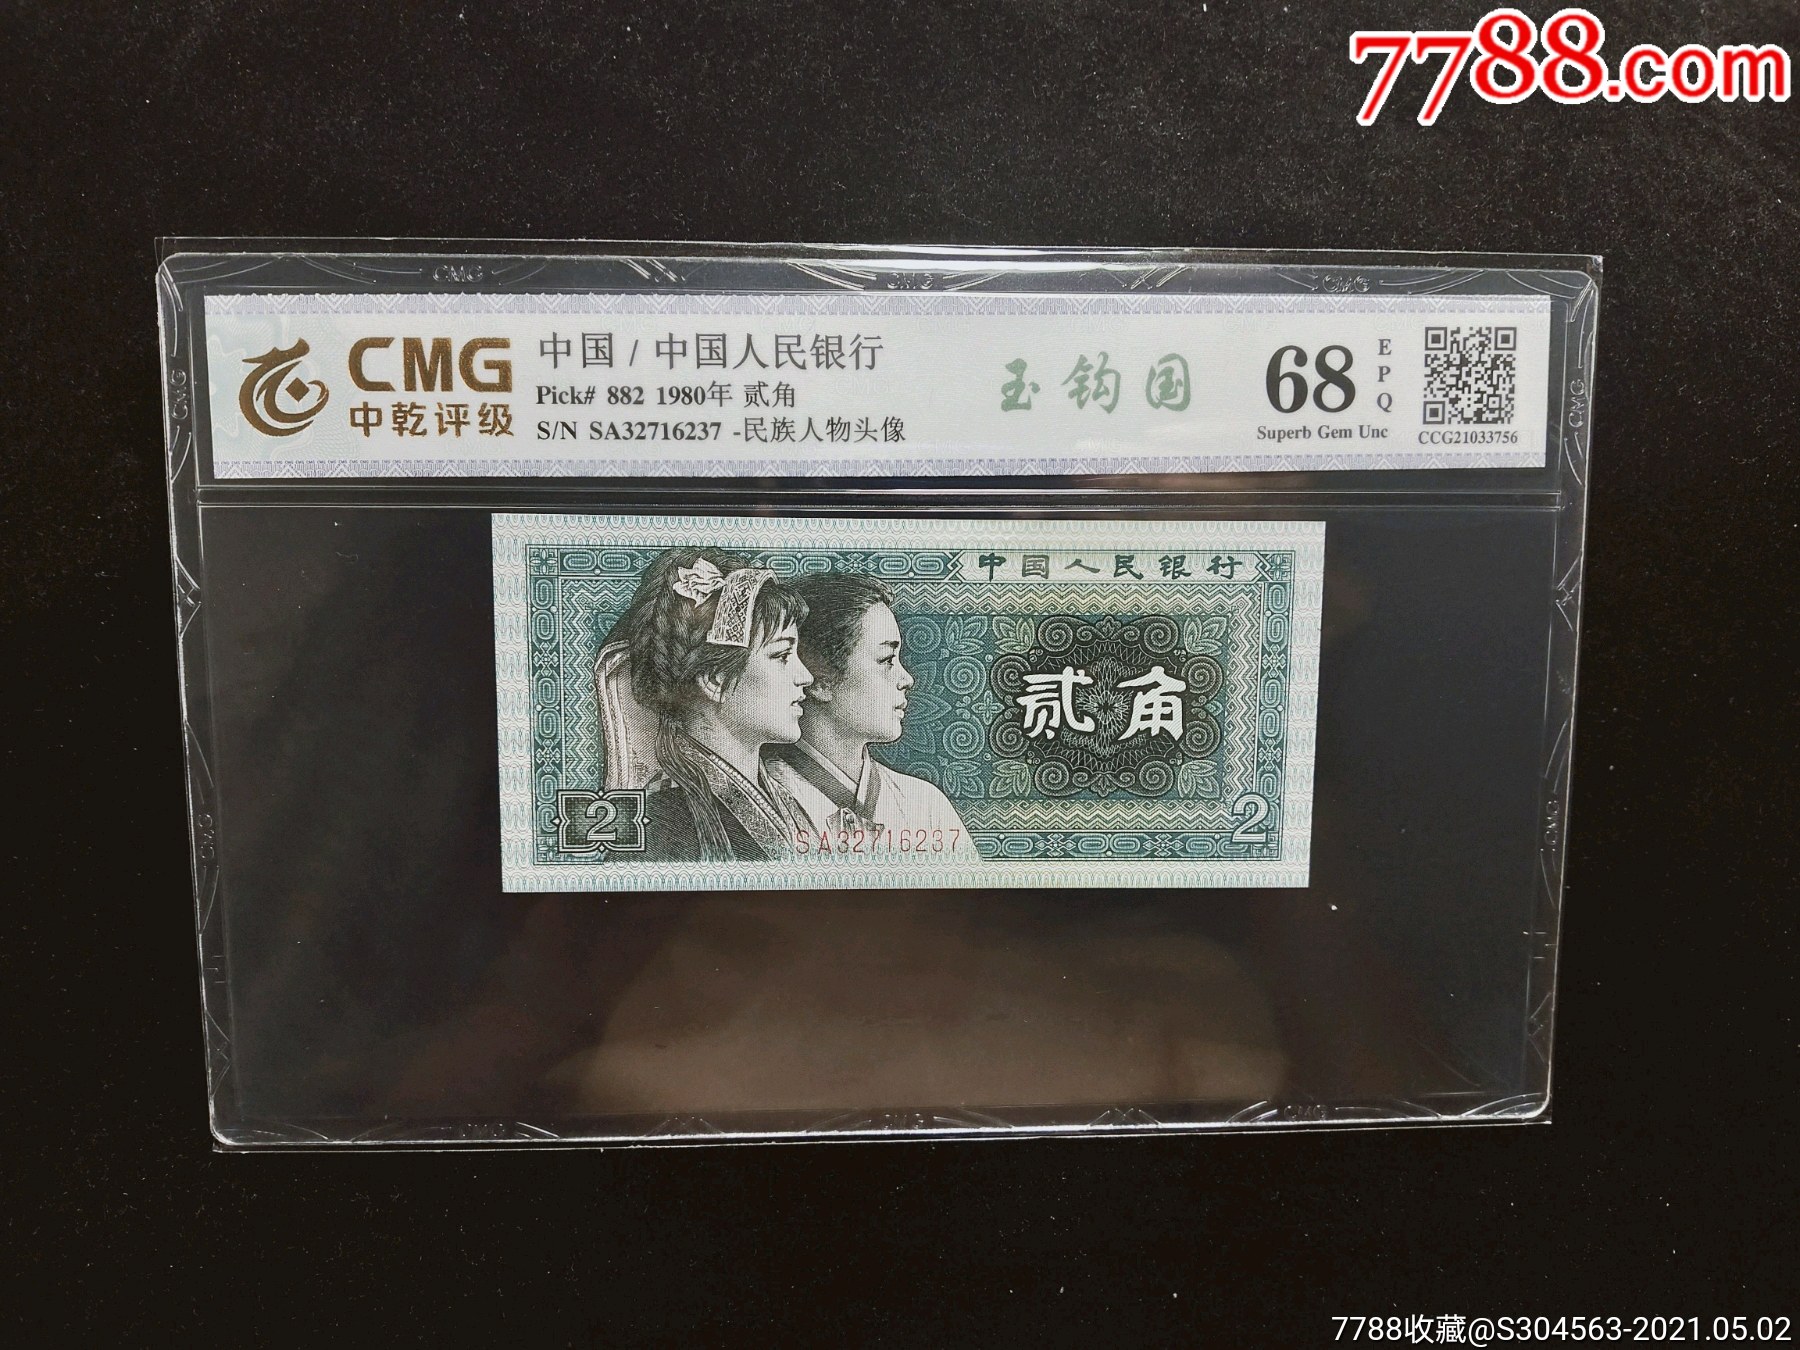 7788.com
CMG
中乾评级
中国 / 中国人民银行
Pick# 882 1980年 贰角
S/N SA32716237 -民族人物头像
玉钩国
68
EPQ
Superb Gem Unc
CCG21033756
中国人民银行
贰角
2
2
SA32716237
7788收藏@S304563-2021.05.02